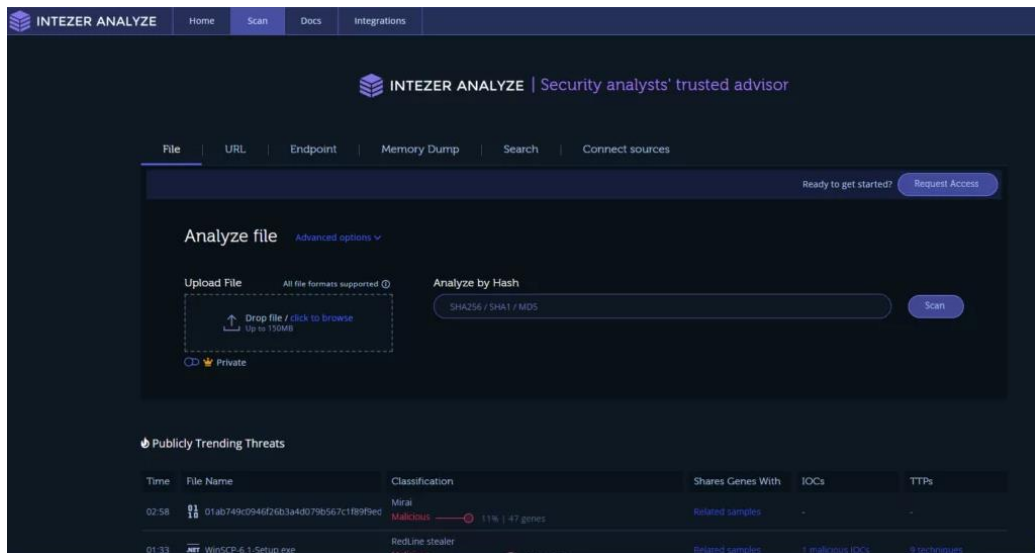 INTEZER ANALYZE Home Scan Docs Integrations
INTEZER ANALYZE | Security analysts' trusted advisor
File | URL | Endpoint | Memory Dump | Search | Connect sources
Ready to get started? Request Access
Analyze file Advanced options
Upload File All file formats supported Analyze by Hash
Drop file / click to browse
Up to 150MB
SHA256 / SHA1 / MD5 Scan
Private
Publicly Trending Threats
Time File Name Classification Shares Genes With IOCs TTPs
02:58 01ab749c0946f26b3a4d079b567c1f89f9ed Mirai Related samples - -
Malicious 11% | 47 genes
01:33 .NET WinSCP-6.1-Setup.exe RedLine stealer Related samples 1 malicious IOCs 9 techniques